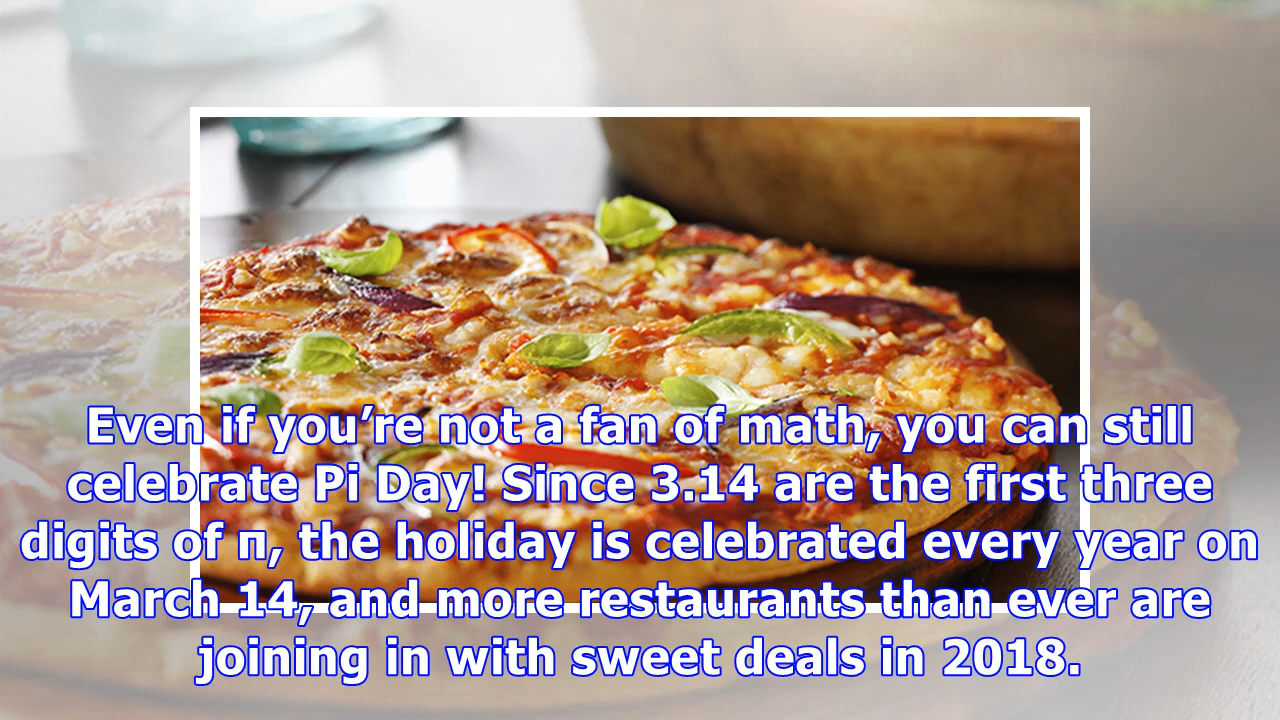 Even if you’re not a fan of math, you can still
celebrate Pi Day! Since 3.14 are the first three
digits of п, the holiday is celebrated every year on
March 14, and more restaurants than ever are
joining in with sweet deals in 2018.